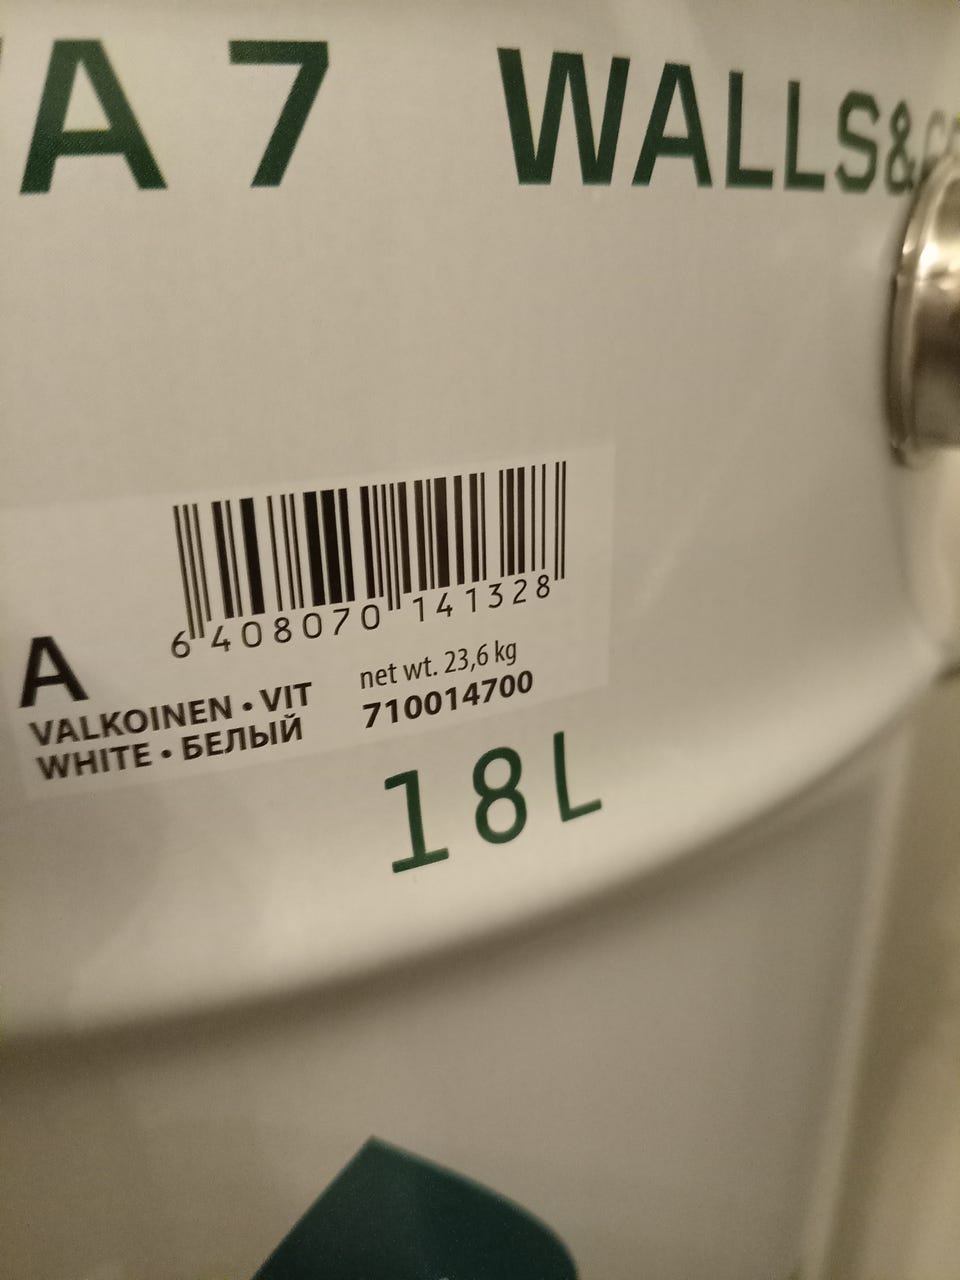 A 7 WALLS&
6 408070 141328
A
VALKOINEN • VIT
WHITE • БЕЛЫЙ
net wt. 23,6 kg
710014700
18L